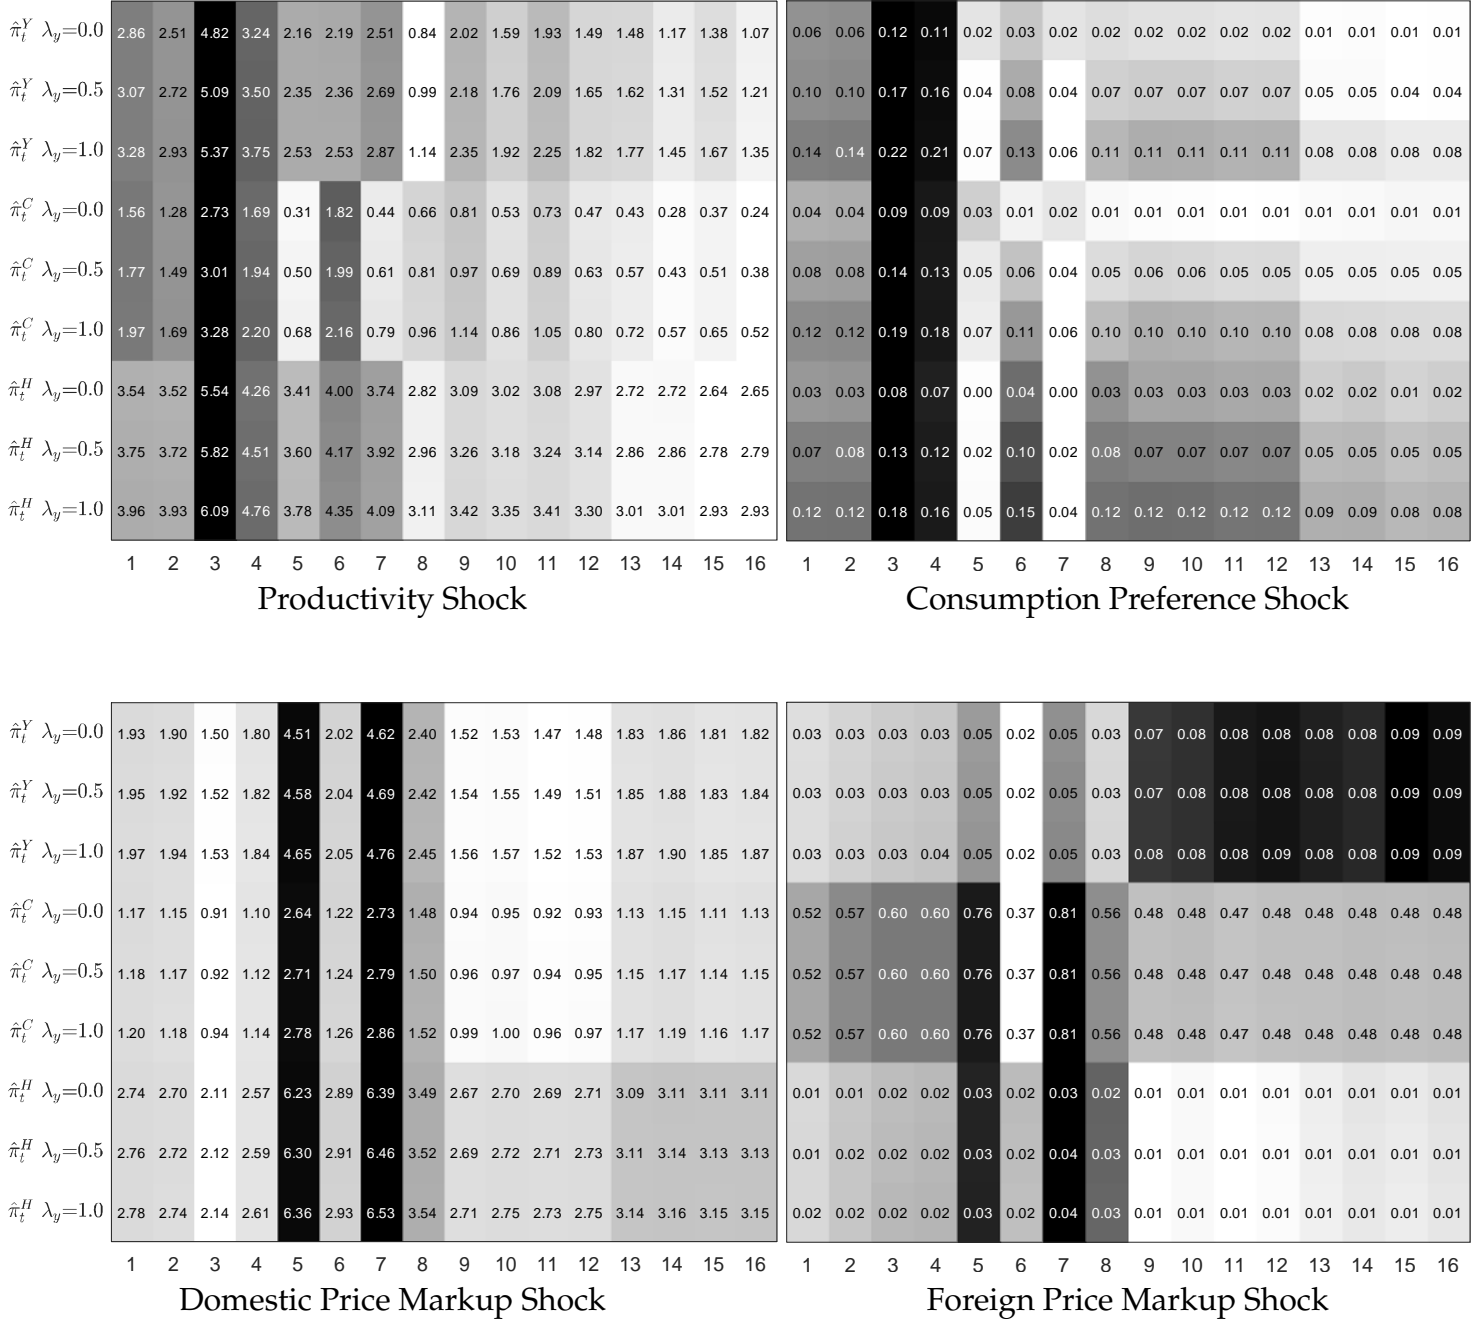 π̂_t^Y λ_y=0.0 2.86 2.51 4.82 3.24 2.16 2.19 2.51 0.84 2.02 1.59 1.93 1.49 1.48 1.17 1.38 1.07 0.06 0.06 0.12 0.11 0.02 0.03 0.02 0.02 0.02 0.02 0.02 0.02 0.01 0.01 0.01 0.01
π̂_t^Y λ_y=0.5 3.07 2.72 5.09 3.50 2.35 2.36 2.69 0.99 2.18 1.76 2.09 1.65 1.62 1.31 1.52 1.21 0.10 0.10 0.17 0.16 0.04 0.08 0.04 0.07 0.07 0.07 0.07 0.07 0.05 0.05 0.04 0.04
π̂_t^Y λ_y=1.0 3.28 2.93 5.37 3.75 2.53 2.53 2.87 1.14 2.35 1.92 2.25 1.82 1.77 1.45 1.67 1.35 0.14 0.14 0.22 0.21 0.07 0.13 0.06 0.11 0.11 0.11 0.11 0.11 0.08 0.08 0.08 0.08
π̂_t^C λ_y=0.0 1.56 1.28 2.73 1.69 0.31 1.82 0.44 0.66 0.81 0.53 0.73 0.47 0.43 0.28 0.37 0.24 0.04 0.04 0.09 0.09 0.03 0.01 0.02 0.01 0.01 0.01 0.01 0.01 0.01 0.01 0.01 0.01
π̂_t^C λ_y=0.5 1.77 1.49 3.01 1.94 0.50 1.99 0.61 0.81 0.97 0.69 0.89 0.63 0.57 0.43 0.51 0.38 0.08 0.08 0.14 0.13 0.05 0.06 0.04 0.05 0.06 0.06 0.05 0.05 0.05 0.05 0.05 0.05
π̂_t^C λ_y=1.0 1.97 1.69 3.28 2.20 0.68 2.16 0.79 0.96 1.14 0.86 1.05 0.80 0.72 0.57 0.65 0.52 0.12 0.12 0.19 0.18 0.07 0.11 0.06 0.10 0.10 0.10 0.10 0.10 0.08 0.08 0.08 0.08
π̂_t^H λ_y=0.0 3.54 3.52 5.54 4.26 3.41 4.00 3.74 2.82 3.09 3.02 3.08 2.97 2.72 2.72 2.64 2.65 0.03 0.03 0.08 0.07 0.00 0.04 0.00 0.03 0.03 0.03 0.03 0.03 0.02 0.02 0.01 0.02
π̂_t^H λ_y=0.5 3.75 3.72 5.82 4.51 3.60 4.17 3.92 2.96 3.26 3.18 3.24 3.14 2.86 2.86 2.78 2.79 0.07 0.08 0.13 0.12 0.02 0.10 0.02 0.08 0.07 0.07 0.07 0.07 0.05 0.05 0.05 0.05
π̂_t^H λ_y=1.0 3.96 3.93 6.09 4.76 3.78 4.35 4.09 3.11 3.42 3.35 3.41 3.30 3.01 3.01 2.93 2.93 0.12 0.12 0.18 0.16 0.05 0.15 0.04 0.12 0.12 0.12 0.12 0.12 0.09 0.09 0.08 0.08
1 2 3 4 5 6 7 8 9 10 11 12 13 14 15 16 1 2 3 4 5 6 7 8 9 10 11 12 13 14 15 16
Productivity Shock Consumption Preference Shock
π̂_t^Y λ_y=0.0 1.93 1.90 1.50 1.80 4.51 2.02 4.62 2.40 1.52 1.53 1.47 1.48 1.83 1.86 1.81 1.82 0.03 0.03 0.03 0.03 0.05 0.02 0.05 0.03 0.07 0.08 0.08 0.08 0.08 0.08 0.09 0.09
π̂_t^Y λ_y=0.5 1.95 1.92 1.52 1.82 4.58 2.04 4.69 2.42 1.54 1.55 1.49 1.51 1.85 1.88 1.83 1.84 0.03 0.03 0.03 0.03 0.05 0.02 0.05 0.03 0.07 0.08 0.08 0.08 0.08 0.08 0.09 0.09
π̂_t^Y λ_y=1.0 1.97 1.94 1.53 1.84 4.65 2.05 4.76 2.45 1.56 1.57 1.52 1.53 1.87 1.90 1.85 1.87 0.03 0.03 0.03 0.04 0.05 0.02 0.05 0.03 0.08 0.08 0.08 0.09 0.08 0.08 0.09 0.09
π̂_t^C λ_y=0.0 1.17 1.15 0.91 1.10 2.64 1.22 2.73 1.48 0.94 0.95 0.92 0.93 1.13 1.15 1.11 1.13 0.52 0.57 0.60 0.60 0.76 0.37 0.81 0.56 0.48 0.48 0.47 0.48 0.48 0.48 0.48 0.48
π̂_t^C λ_y=0.5 1.18 1.17 0.92 1.12 2.71 1.24 2.79 1.50 0.96 0.97 0.94 0.95 1.15 1.17 1.14 1.15 0.52 0.57 0.60 0.60 0.76 0.37 0.81 0.56 0.48 0.48 0.47 0.48 0.48 0.48 0.48 0.48
π̂_t^C λ_y=1.0 1.20 1.18 0.94 1.14 2.78 1.26 2.86 1.52 0.99 1.00 0.96 0.97 1.17 1.19 1.16 1.17 0.52 0.57 0.60 0.60 0.76 0.37 0.81 0.56 0.48 0.48 0.47 0.48 0.48 0.48 0.48 0.48
π̂_t^H λ_y=0.0 2.74 2.70 2.11 2.57 6.23 2.89 6.39 3.49 2.67 2.70 2.69 2.71 3.09 3.11 3.11 3.11 0.01 0.01 0.02 0.02 0.03 0.02 0.03 0.02 0.01 0.01 0.01 0.01 0.01 0.01 0.01 0.01
π̂_t^H λ_y=0.5 2.76 2.72 2.12 2.59 6.30 2.91 6.46 3.52 2.69 2.72 2.71 2.73 3.11 3.14 3.13 3.13 0.01 0.02 0.02 0.02 0.03 0.02 0.04 0.03 0.01 0.01 0.01 0.01 0.01 0.01 0.01 0.01
π̂_t^H λ_y=1.0 2.78 2.74 2.14 2.61 6.36 2.93 6.53 3.54 2.71 2.75 2.73 2.75 3.14 3.16 3.15 3.15 0.02 0.02 0.02 0.02 0.03 0.02 0.04 0.03 0.01 0.01 0.01 0.01 0.01 0.01 0.01 0.01
1 2 3 4 5 6 7 8 9 10 11 12 13 14 15 16 1 2 3 4 5 6 7 8 9 10 11 12 13 14 15 16
Domestic Price Markup Shock Foreign Price Markup Shock